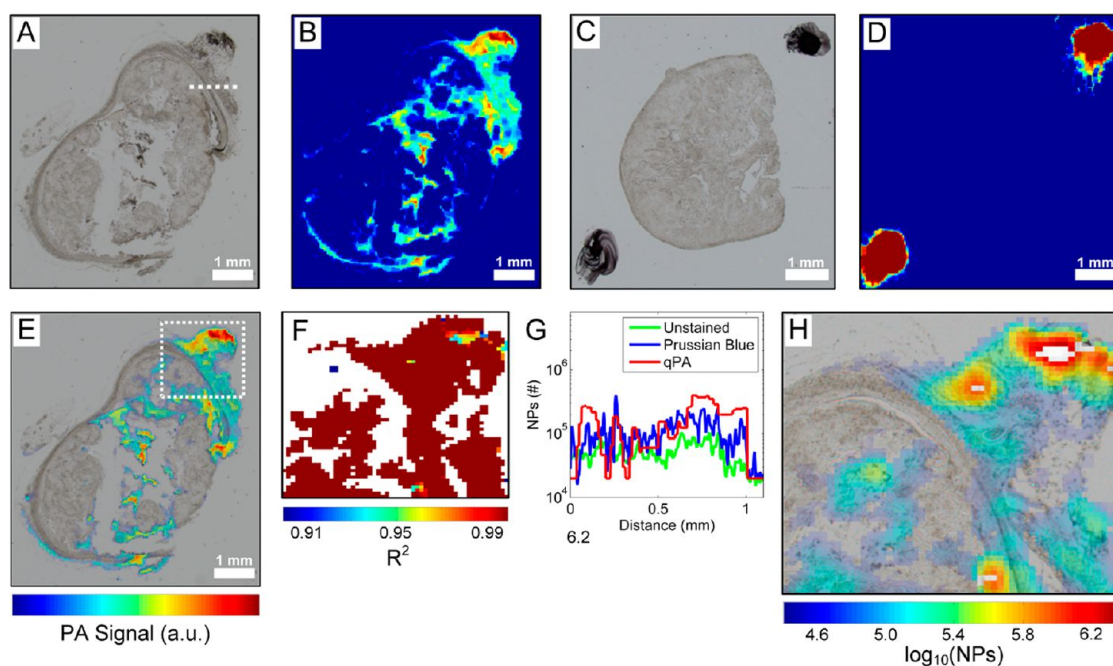 A
1 mm
B
1 mm
C
1 mm
D
1 mm
E
1 mm
PA Signal (a.u.)
F
0.91 0.95 0.99
R²
G
Unstained
Prussian Blue
qPA
NPs (#)
10⁶
10⁵
10⁴
0 0.5 1
Distance (mm)
6.2
H
4.6 5.0 5.4 5.8 6.2
log₁₀(NPs)